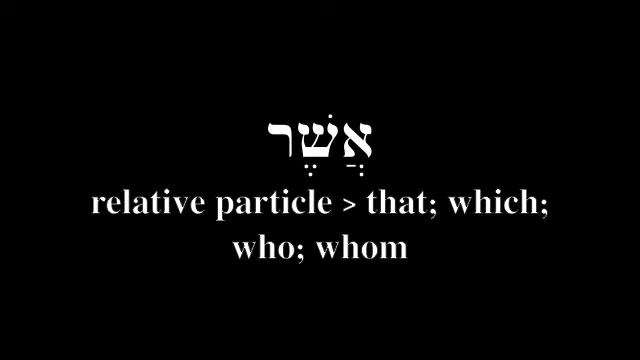 אֲשֶׁר
relative particle > that; which;
who; whom